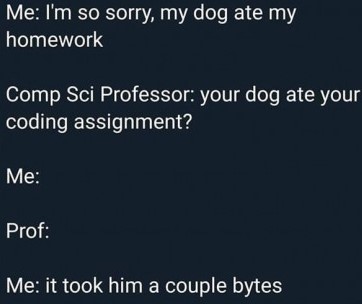 Me: I'm so sorry, my dog ate my
homework
Comp Sci Professor: your dog ate your
coding assignment?
Me:
Prof:
Me: it took him a couple bytes